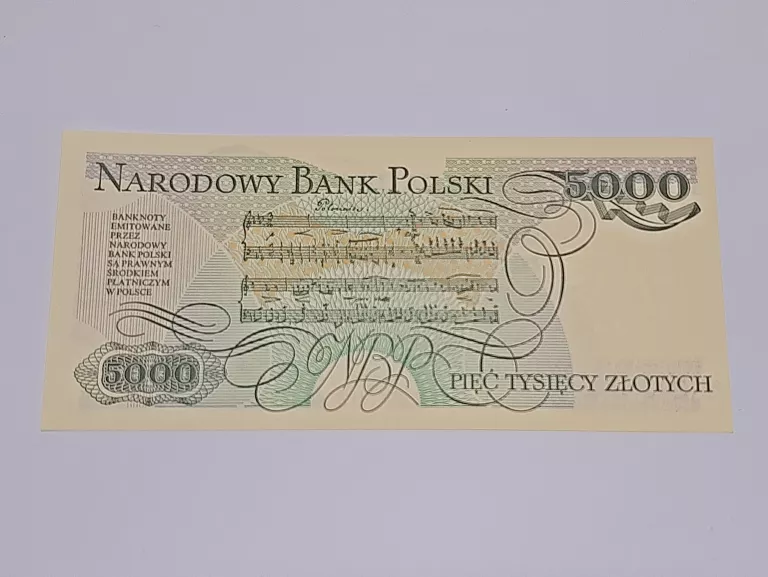 NARODOWY BANK POLSKI
5000
BANKNOTY
EMITOWANE
PRZEZ
NARODOWY
BANK POLSKI
SĄ PRAWNYM
ŚRODKIEM
PŁATNICZYM
W POLSCE
Polonaise
5000
NBP
PIĘĆ TYSIĘCY ZŁOTYCH